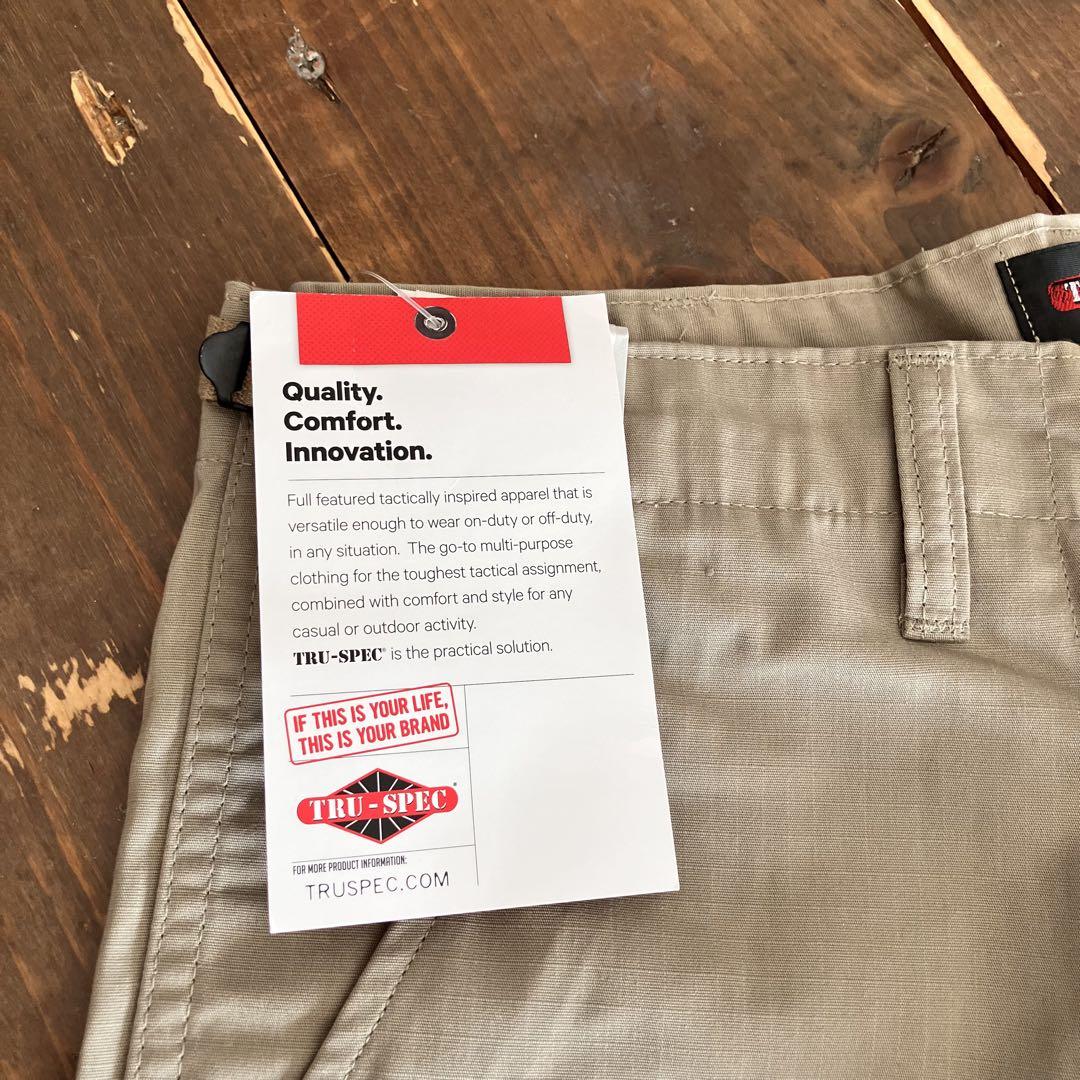 Quality.
Comfort.
Innovation.
Full featured tactically inspired apparel that is
versatile enough to wear on-duty or off-duty,
in any situation. The go-to multi-purpose
clothing for the toughest tactical assignment,
combined with comfort and style for any
casual or outdoor activity.
TRU-SPEC® is the practical solution.
IF THIS IS YOUR LIFE,
THIS IS YOUR BRAND
TRU-SPEC®
FOR MORE PRODUCT INFORMATION:
TRUSPEC.COM